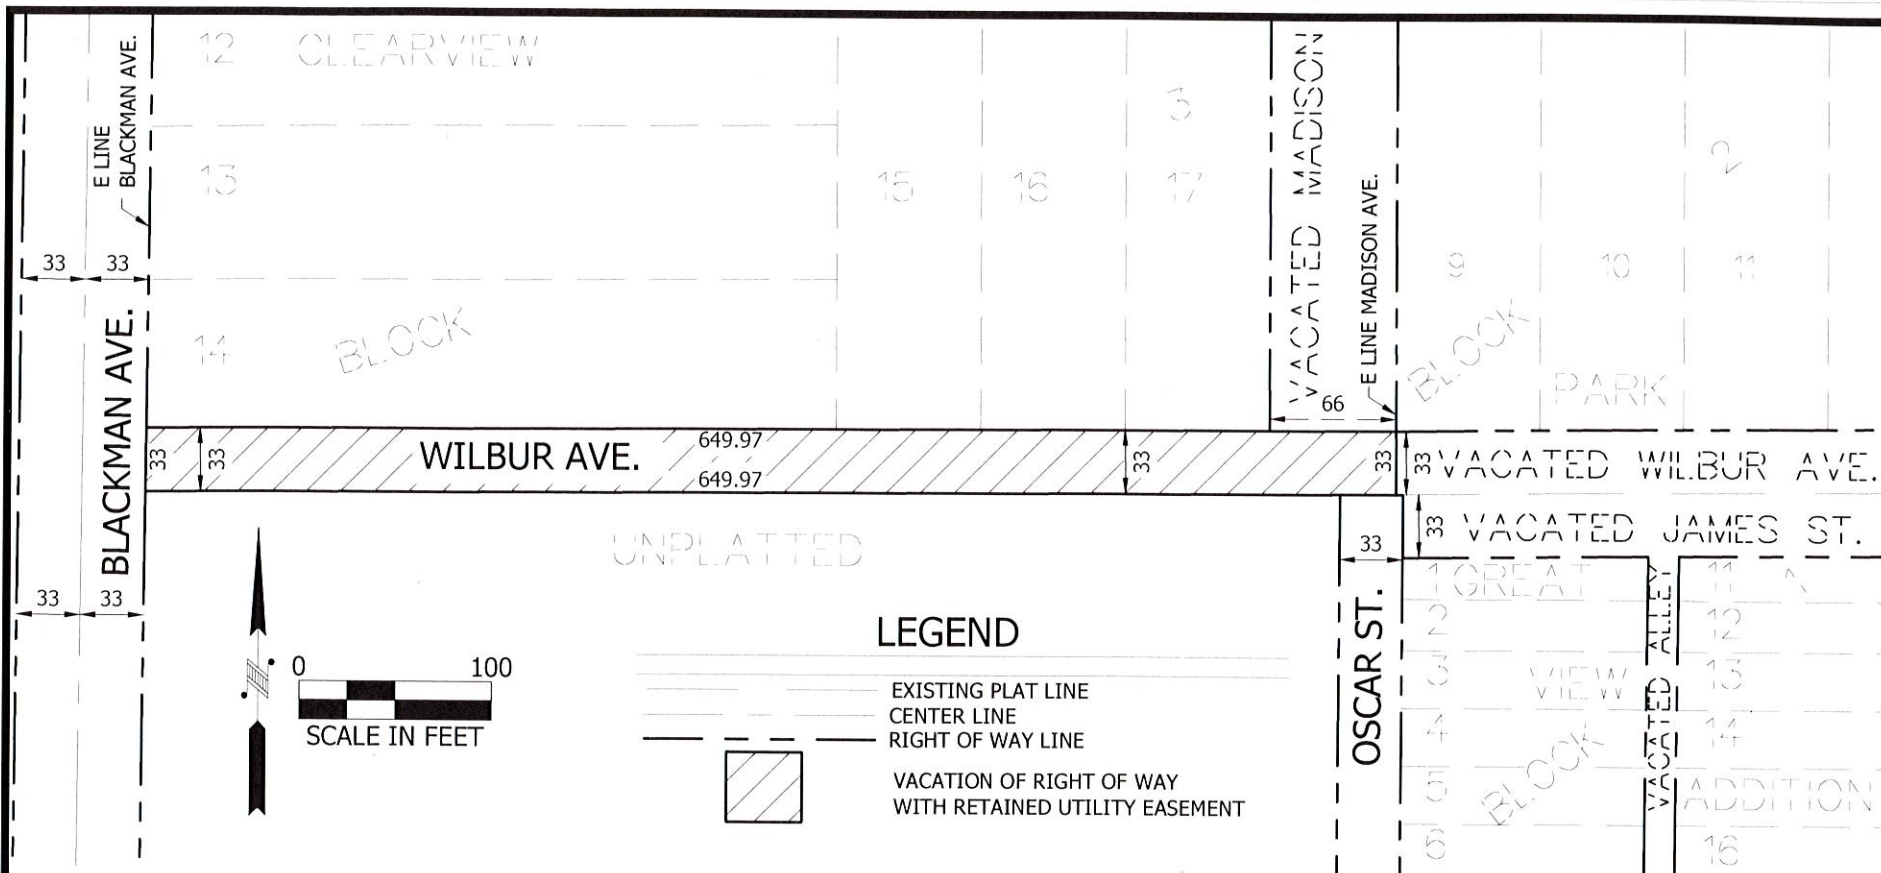 12 CLEARVIEW
E LINE
BLACKMAN AVE.
VACATED MADISON
3
13
15 16 17
2
E LINE MADISON AVE.
33 33
9 10 11
BLACKMAN AVE.
14 BLOCK
BLOCK
PARK
66
WILBUR AVE.
649.97
649.97
33
33
33
33
33
VACATED WILBUR AVE.
33
VACATED JAMES ST.
UNPLATTED
33
33 33
OSCAR ST.
1 GREAT
VACATED ALLEY
11
2
12
3
VIEW
13
4
14
BLOCK
5
ADDITION
6
16
0 100
SCALE IN FEET
LEGEND
EXISTING PLAT LINE
CENTER LINE
RIGHT OF WAY LINE
VACATION OF RIGHT OF WAY
WITH RETAINED UTILITY EASEMENT